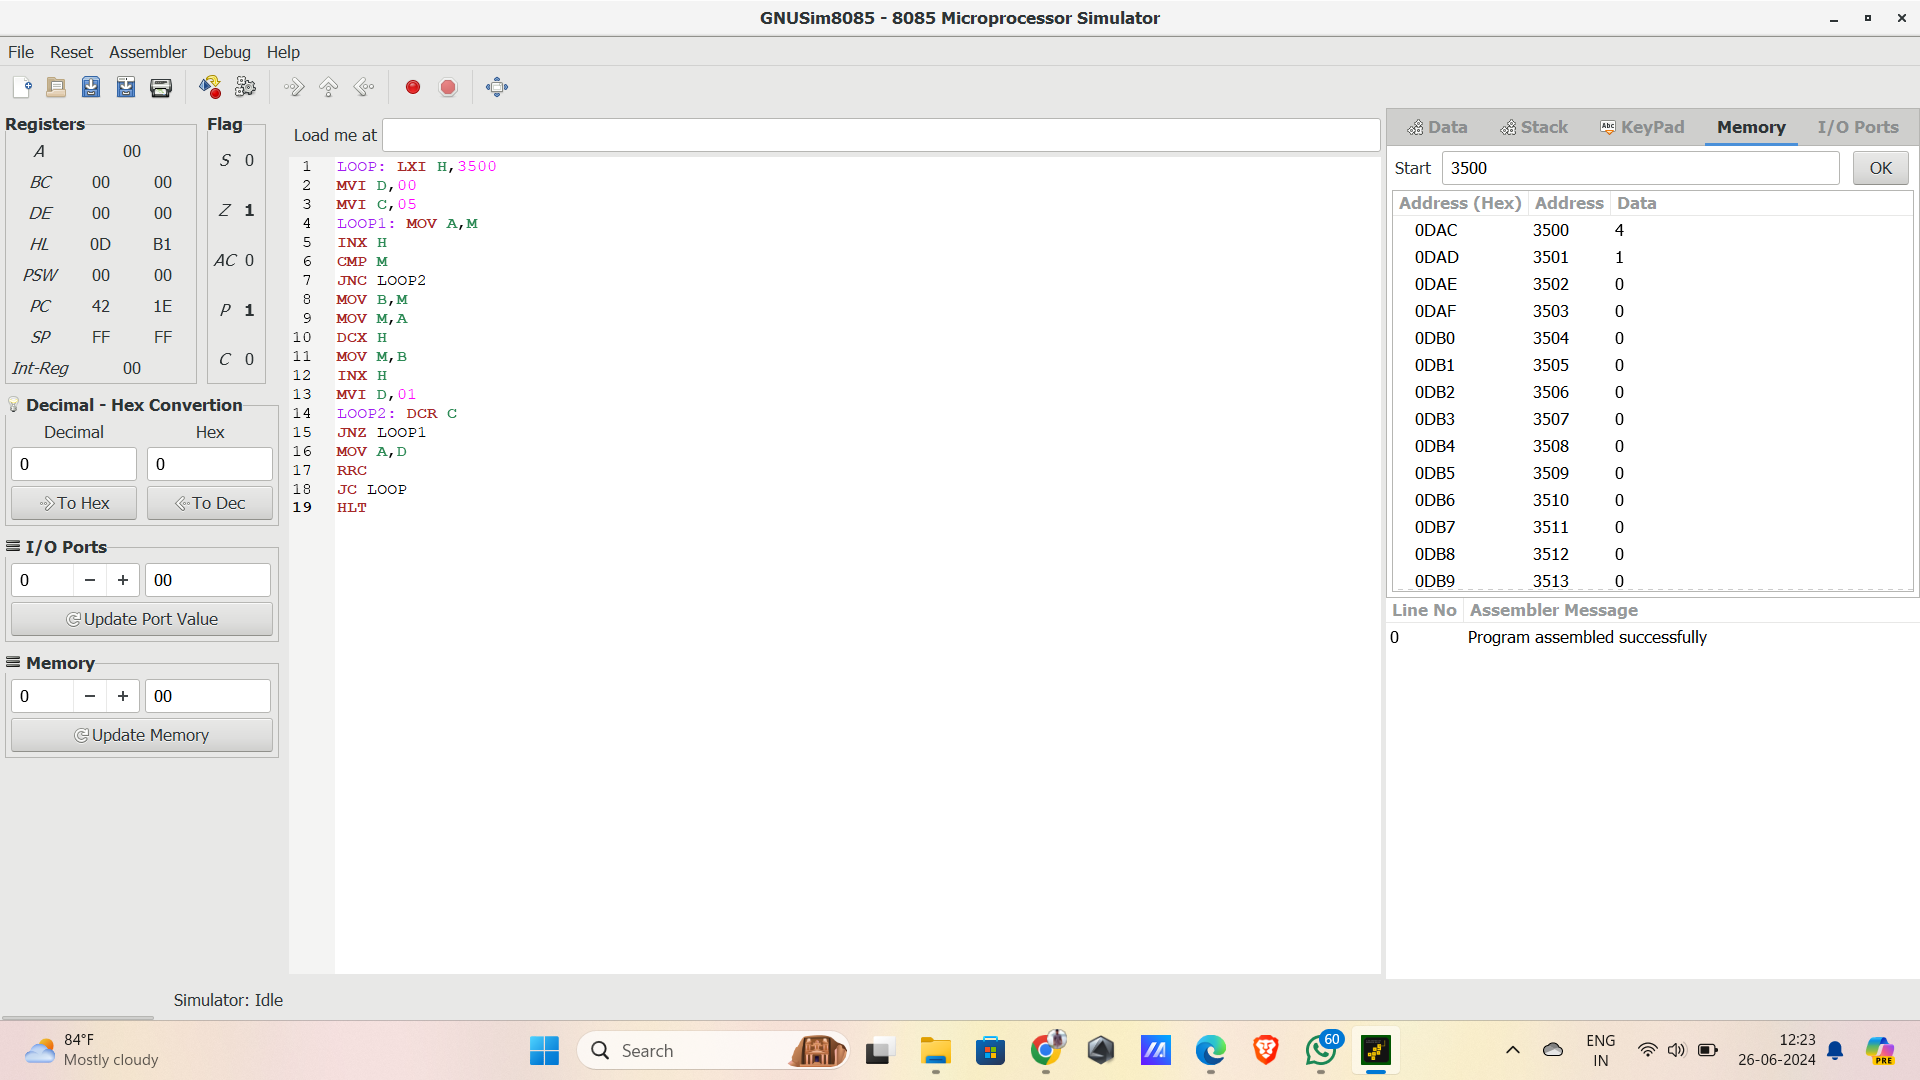 GNUSim8085 - 8085 Microprocessor Simulator
File Reset Assembler Debug Help
Registers
A 00
BC 00 00
DE 00 00
HL 0D B1
PSW 00 00
PC 42 1E
SP FF FF
Int-Reg 00
Flag
S 0
Z 1
AC 0
P 1
C 0
Decimal - Hex Convertion
Decimal Hex
0 0
To Hex To Dec
I/O Ports
0 − + 00
Update Port Value
Memory
0 − + 00
Update Memory
Load me at
1 LOOP: LXI H,3500
2 MVI D,00
3 MVI C,05
4 LOOP1: MOV A,M
5 INX H
6 CMP M
7 JNC LOOP2
8 MOV B,M
9 MOV M,A
10 DCX H
11 MOV M,B
12 INX H
13 MVI D,01
14 LOOP2: DCR C
15 JNZ LOOP1
16 MOV A,D
17 RRC
18 JC LOOP
19 HLT
Data Stack Abc KeyPad Memory I/O Ports
Start 3500 OK
Address (Hex) Address Data
0DAC 3500 4
0DAD 3501 1
0DAE 3502 0
0DAF 3503 0
0DB0 3504 0
0DB1 3505 0
0DB2 3506 0
0DB3 3507 0
0DB4 3508 0
0DB5 3509 0
0DB6 3510 0
0DB7 3511 0
0DB8 3512 0
0DB9 3513 0
Line No Assembler Message
0 Program assembled successfully
Simulator: Idle
84°F
Mostly cloudy
Search
60
ENG
IN
12:23
26-06-2024
PRE